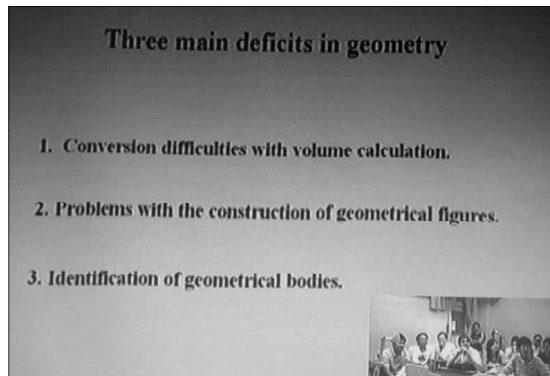 Three main deficits in geometry
1. Conversion difficulties with volume calculation.
2. Problems with the construction of geometrical figures.
3. Identification of geometrical bodies.